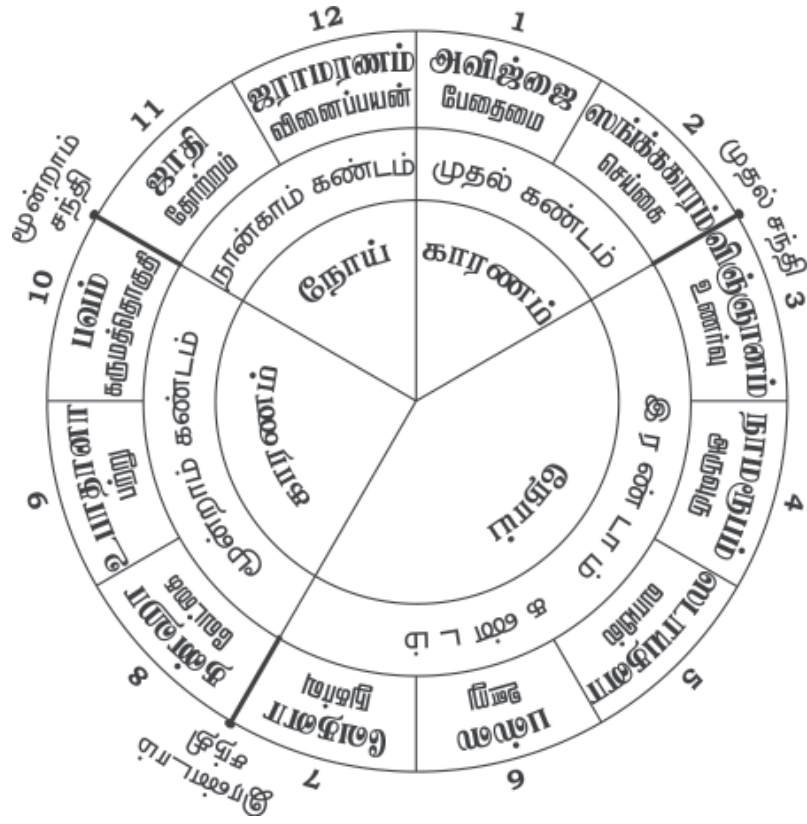 1
அவிஜ்ஜை
பேதைமை
2
ஸங்க்ககாரம்
செய்கை
முதல் சந்தி
3
விஞ்ஞானம்
உணர்வு
4
நாமரூபம்
அருவுரு
5
ஸடாயதனா
வாயில்
6
பஸ்ஸ
ஊறு
7
வேதனா
நுகர்வு
இரண்டாம்
சந்தி
8
தண்ஹா
வேட்கை
9
உபாதானா
பற்று
10
பவம்
கருமத்தொகுதி
மூன்றாம்
சந்தி
11
ஜாதி
தோற்றம்
12
ஜராமரணம்
வினைப்பயன்
முதல் கண்டம்
இரண்டாம் கண்டம்
மூன்றாம் கண்டம்
நான்காம் கண்டம்
காரணம்
நோய்
காரணம்
நோய்